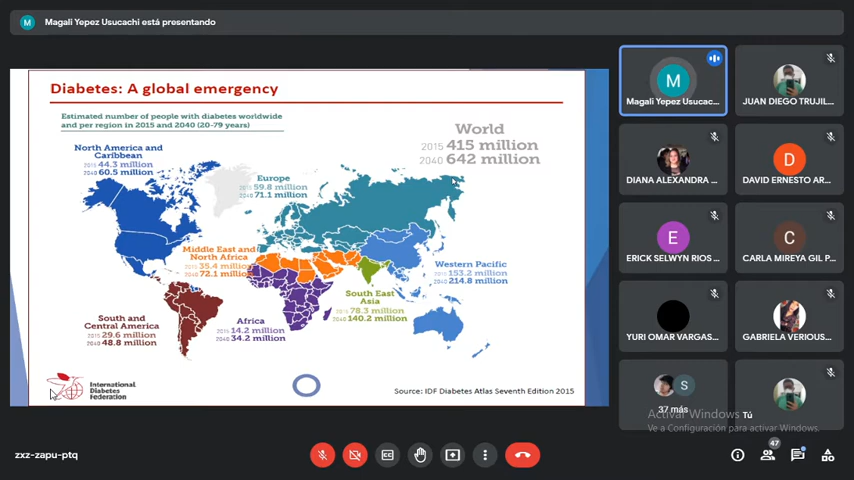 M Magali Yepez Usucachi está presentando
Diabetes: A global emergency
Estimated number of people with diabetes worldwide
and per region in 2015 and 2040 (20-79 years)
World
2015 415 million
2040 642 million
North America and
Caribbean
2015 44.3 million
2040 60.5 million
Europe
2015 59.8 million
2040 71.1 million
Middle East and
North Africa
2015 35.4 million
2040 72.1 million
Western Pacific
2015 153.2 million
2040 214.8 million
South East
Asia
2015 78.3 million
2040 140.2 million
South and
Central America
2015 29.6 million
2040 48.8 million
Africa
2015 14.2 million
2040 34.2 million
International
Diabetes
Federation
Source: IDF Diabetes Atlas Seventh Edition 2015
M
Magali Yepez Usucac...
JUAN DIEGO TRUJIL...
DIANA ALEXANDRA ...
D
DAVID ERNESTO AR...
E
ERICK SELWYN RIOS ...
C
CARLA MIREYA GIL P...
YURI OMAR VARGAS...
GABRIELA VERIOUS...
S
37 más
Tú
Activar Windows
Ve a Configuración para activar Windows.
zxz-zapu-ptq
CC
47